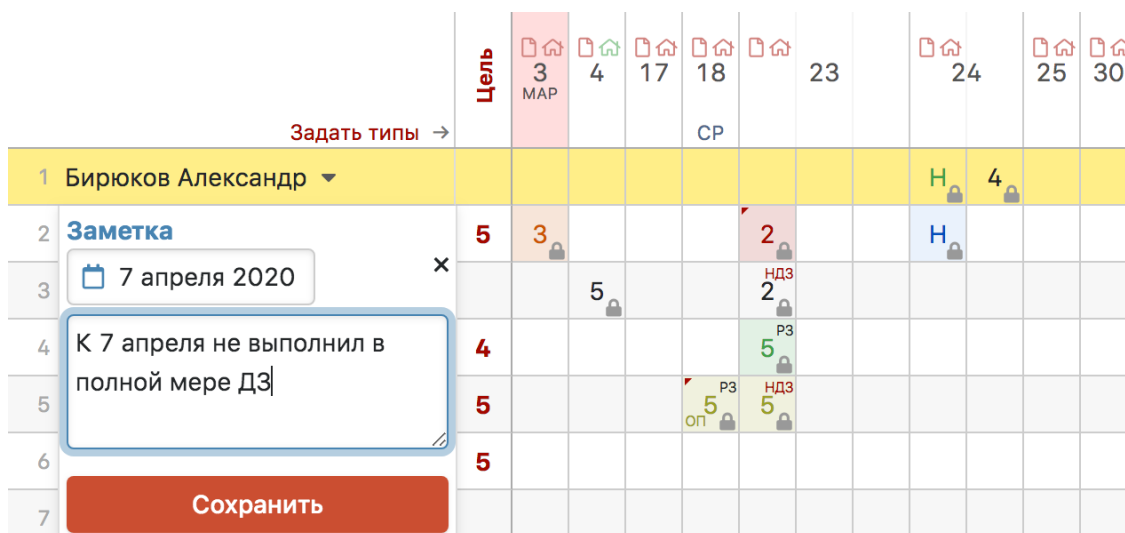 Цель
3 4 17 18 23 24 25 30
МАР
Задать типы → СР
1 Бирюков Александр Н 4
2 Заметка 5 3 2 Н
7 апреля 2020 ×
3 5 2 НДЗ
К 7 апреля не выполнил в
4 4 5 РЗ
полной мере ДЗ
5 5 5 РЗ ОП 5 НДЗ
6 5
Сохранить
7